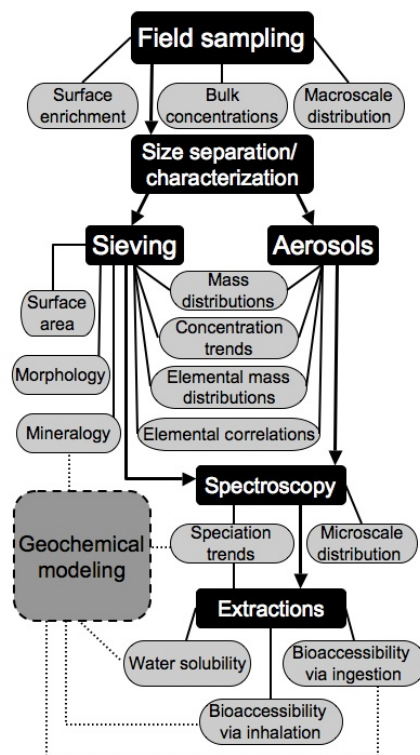 Field sampling
Surface
enrichment
Bulk
concentrations
Macroscale
distribution
Size separation/
characterization
Sieving
Aerosols
Surface
area
Mass
distributions
Concentration
trends
Morphology
Elemental mass
distributions
Mineralogy
Elemental correlations
Spectroscopy
Geochemical
modeling
Speciation
trends
Microscale
distribution
Extractions
Water solubility
Bioaccessibility
via ingestion
Bioaccessibility
via inhalation